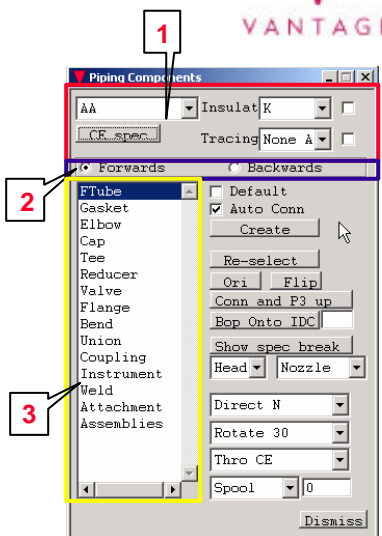 VANTAGE
1
Piping Components
AA Insulat K
CE spec Tracing None A
2
Forwards Backwards
FTube Default
Gasket Auto Conn
Elbow Create
Cap
Tee Re-select
Reducer Ori Flip
Valve
Flange Conn and P3 up
Bend Bop Onto IDC
Union Show spec break
Coupling
Instrument Head Nozzle
3
Weld
Attachment Direct N
Assemblies Rotate 30
Thro CE
Spool 0
Dismiss